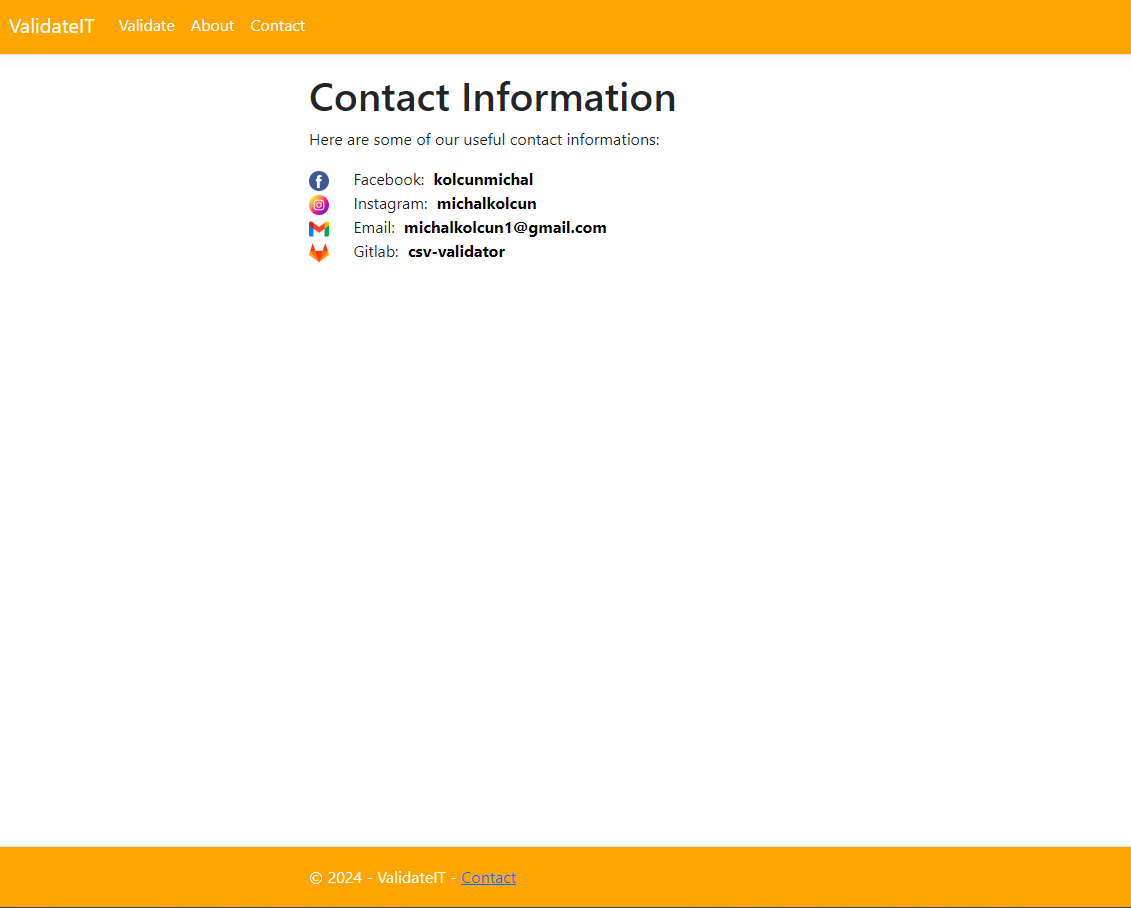 ValidateIT Validate About Contact
Contact Information
Here are some of our useful contact informations:
Facebook: kolcunmichal
Instagram: michalkolcun
Email: michalkolcun1@gmail.com
Gitlab: csv-validator
© 2024 - ValidateIT - Contact